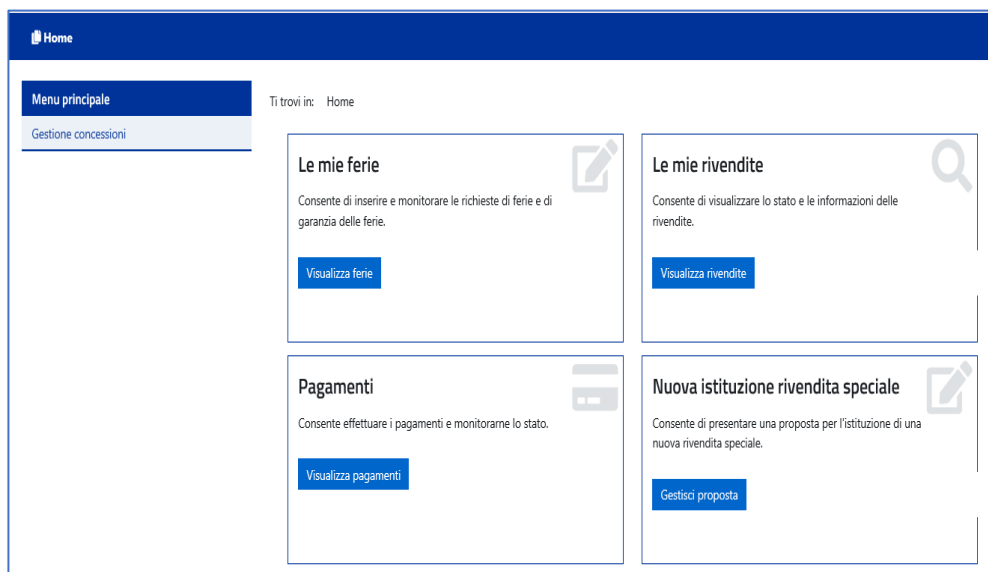 Home
Menu principale
Gestione concessioni
Ti trovi in: Home
Le mie ferie
Consente di inserire e monitorare le richieste di ferie e di
garanzia delle ferie.
Visualizza ferie
Le mie rivendite
Consente di visualizzare lo stato e le informazioni delle
rivendite.
Visualizza rivendite
Pagamenti
Consente effettuare i pagamenti e monitorarne lo stato.
Visualizza pagamenti
Nuova istituzione rivendita speciale
Consente di presentare una proposta per l'istituzione di una
nuova rivendita speciale.
Gestisci proposta